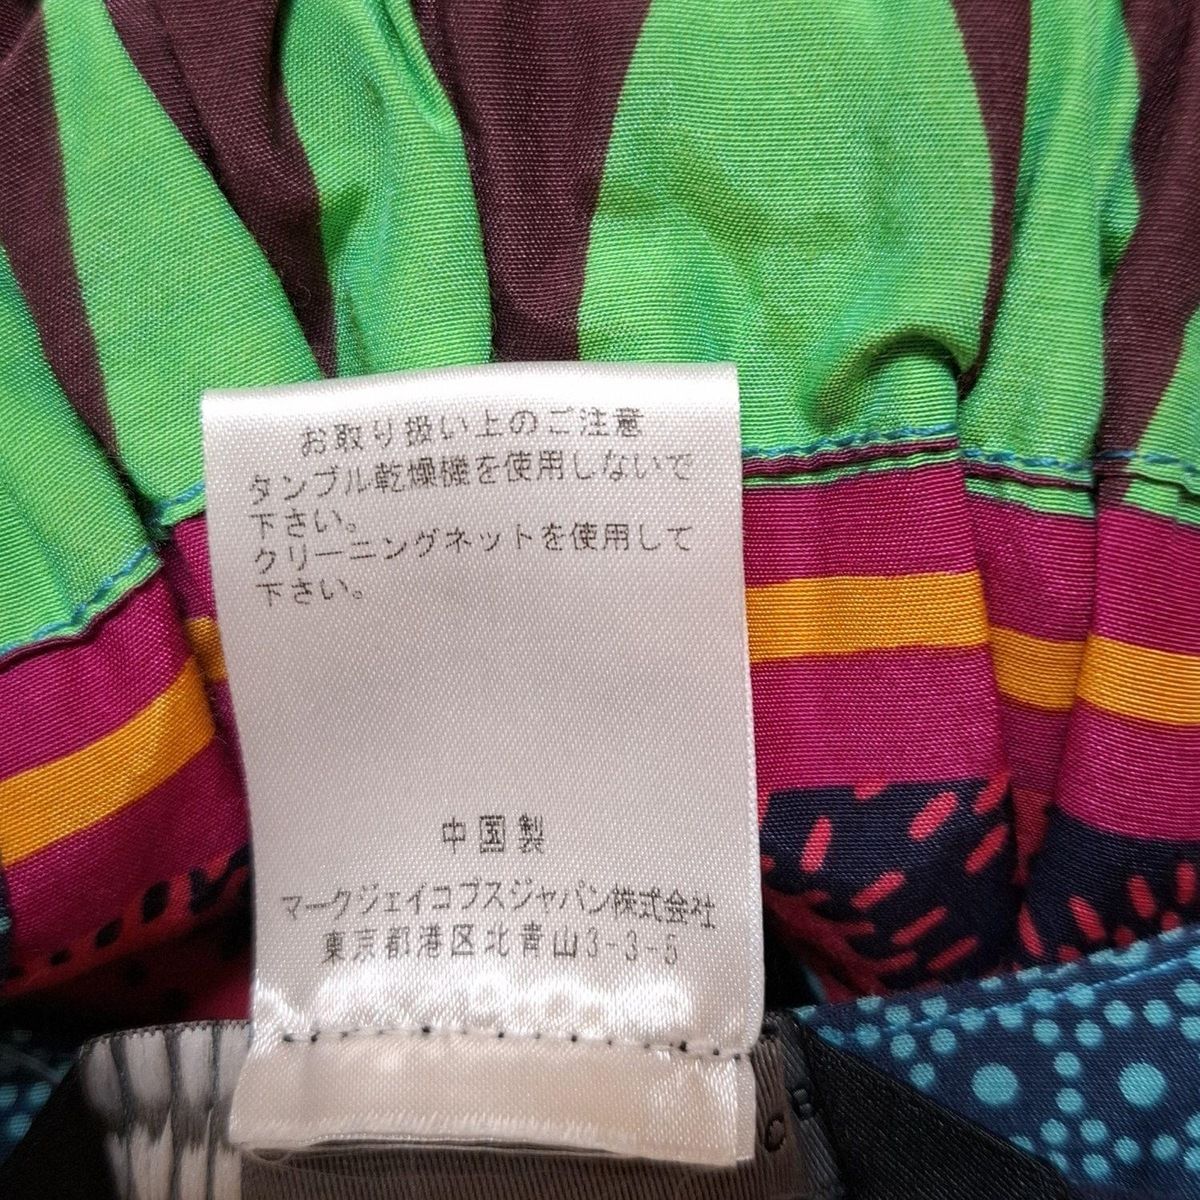 お取り扱い上のご注意
タンブル乾燥機を使用しないで
下さい。
クリーニングネットを使用して
下さい。
中国製
マークジェイコブスジャパン株式会社
東京都港区北青山3-3-5